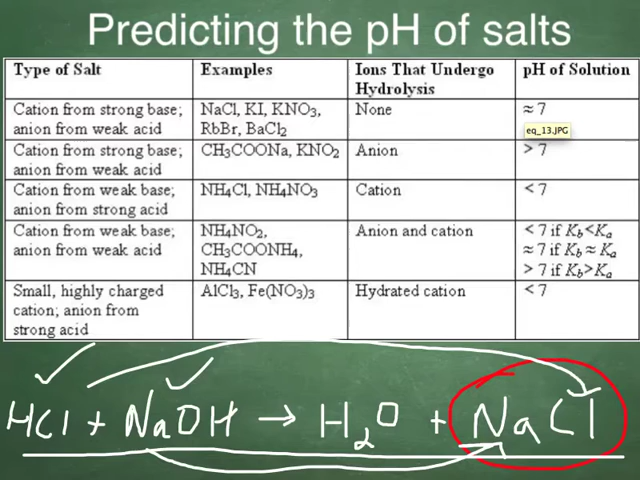 Predicting the pH of salts
Type of Salt Examples Ions That Undergo Hydrolysis pH of Solution
Cation from strong base; anion from weak acid NaCl, KI, KNO3, RbBr, BaCl2 None ≈ 7
eq_13.JPG
Cation from strong base; anion from weak acid CH3COONa, KNO2 Anion > 7
Cation from weak base; anion from strong acid NH4Cl, NH4NO3 Cation < 7
Cation from weak base; anion from weak acid NH4NO2, CH3COONH4, NH4CN Anion and cation < 7 if Kb<Ka ≈ 7 if Kb≈ Ka > 7 if Kb>Ka
Small, highly charged cation; anion from strong acid AlCl3, Fe(NO3)3 Hydrated cation < 7
HCl + NaOH → H2O + NaCl